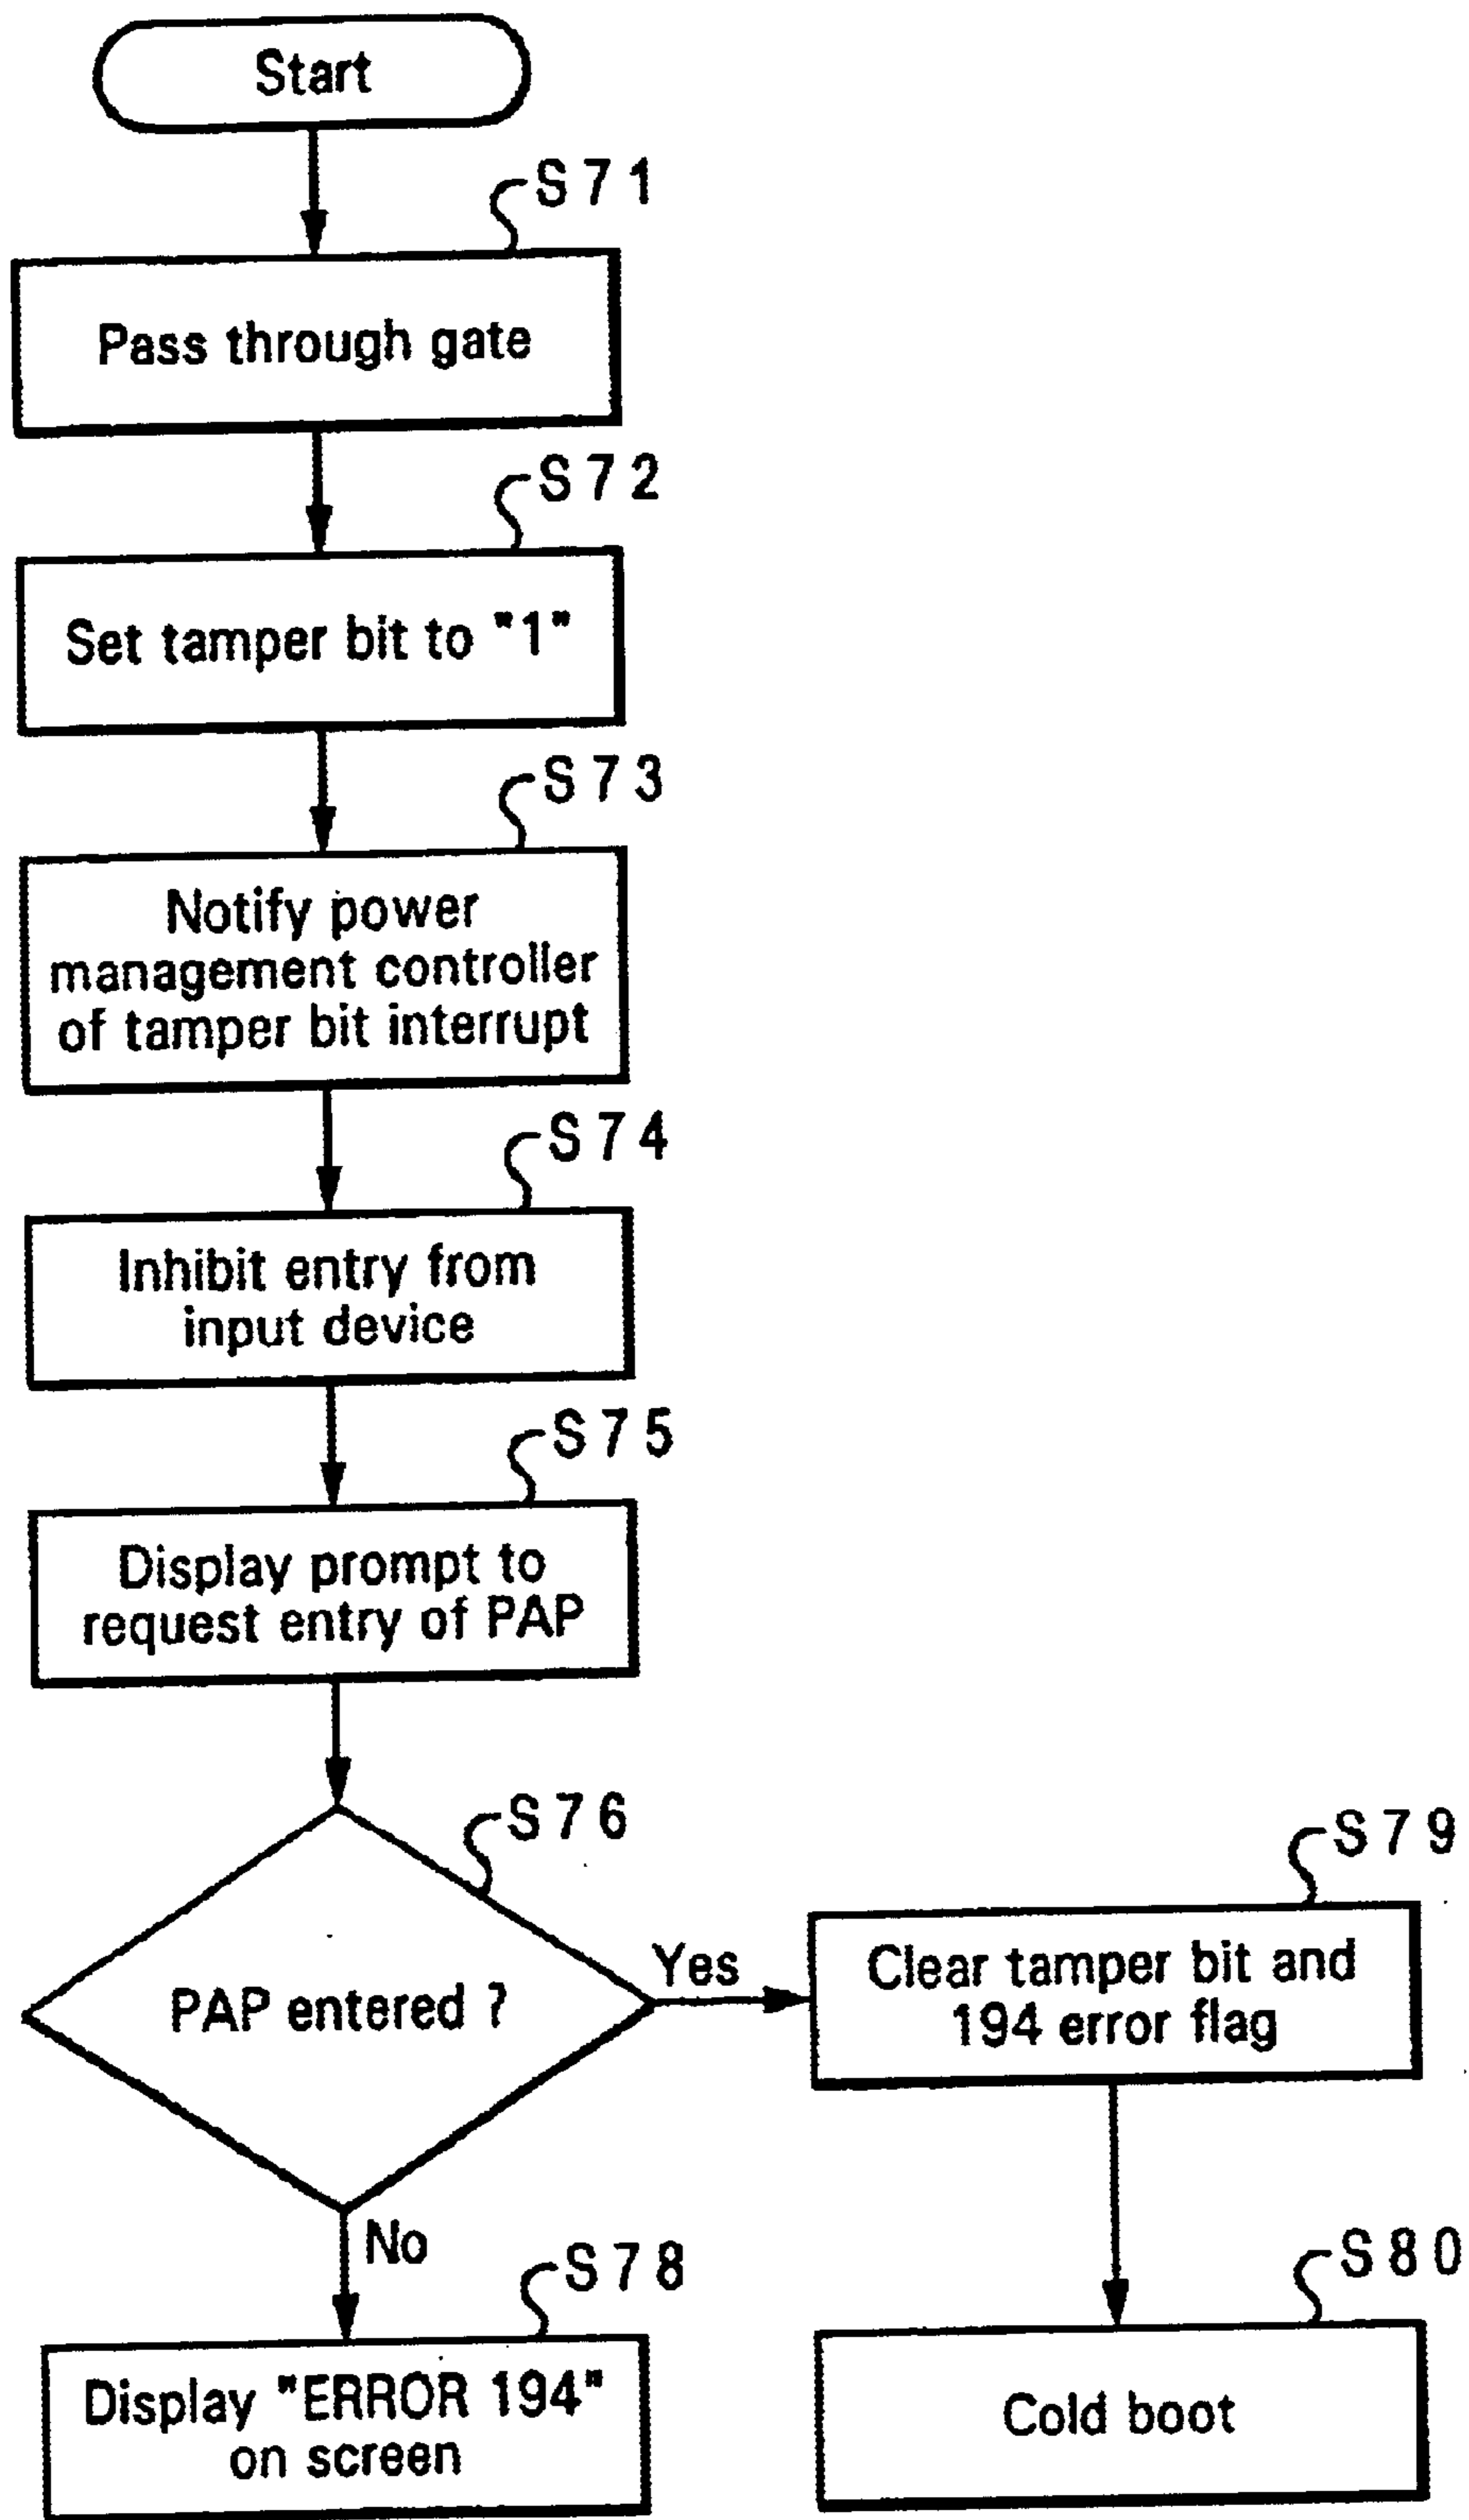 Start
S71
Pass through gate
S72
Set tamper bit to "1"
S73
Notify power
management controller
of tamper bit interrupt
S74
Inhibit entry from
input device
S75
Display prompt to
request entry of PAP
S76
PAP entered ?
Yes
S79
Clear tamper bit and
194 error flag
No
S78
Display "ERROR 194"
on screen
S80
Cold boot